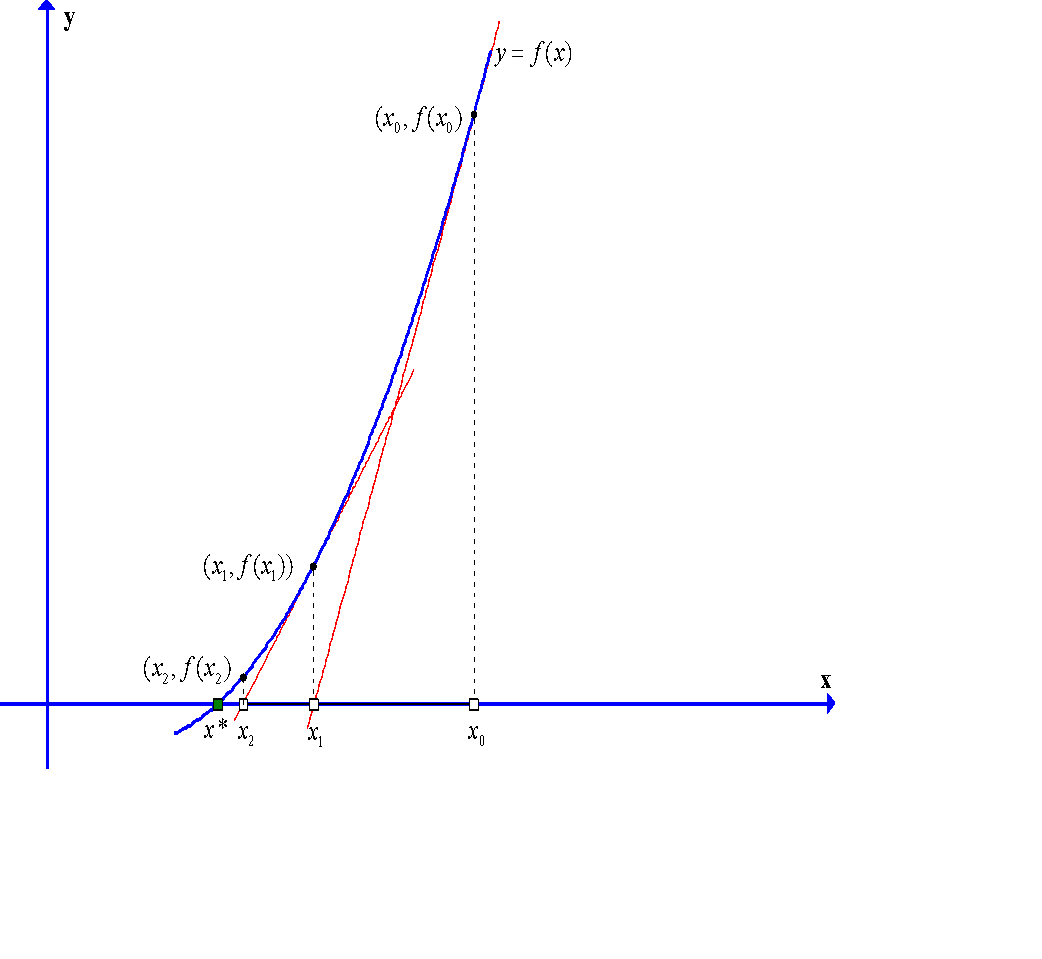 y
y = f(x)
(x₀, f(x₀)
(x₁, f(x₁))
(x₂, f(x₂)
x
x* x₂ x₁ x₀